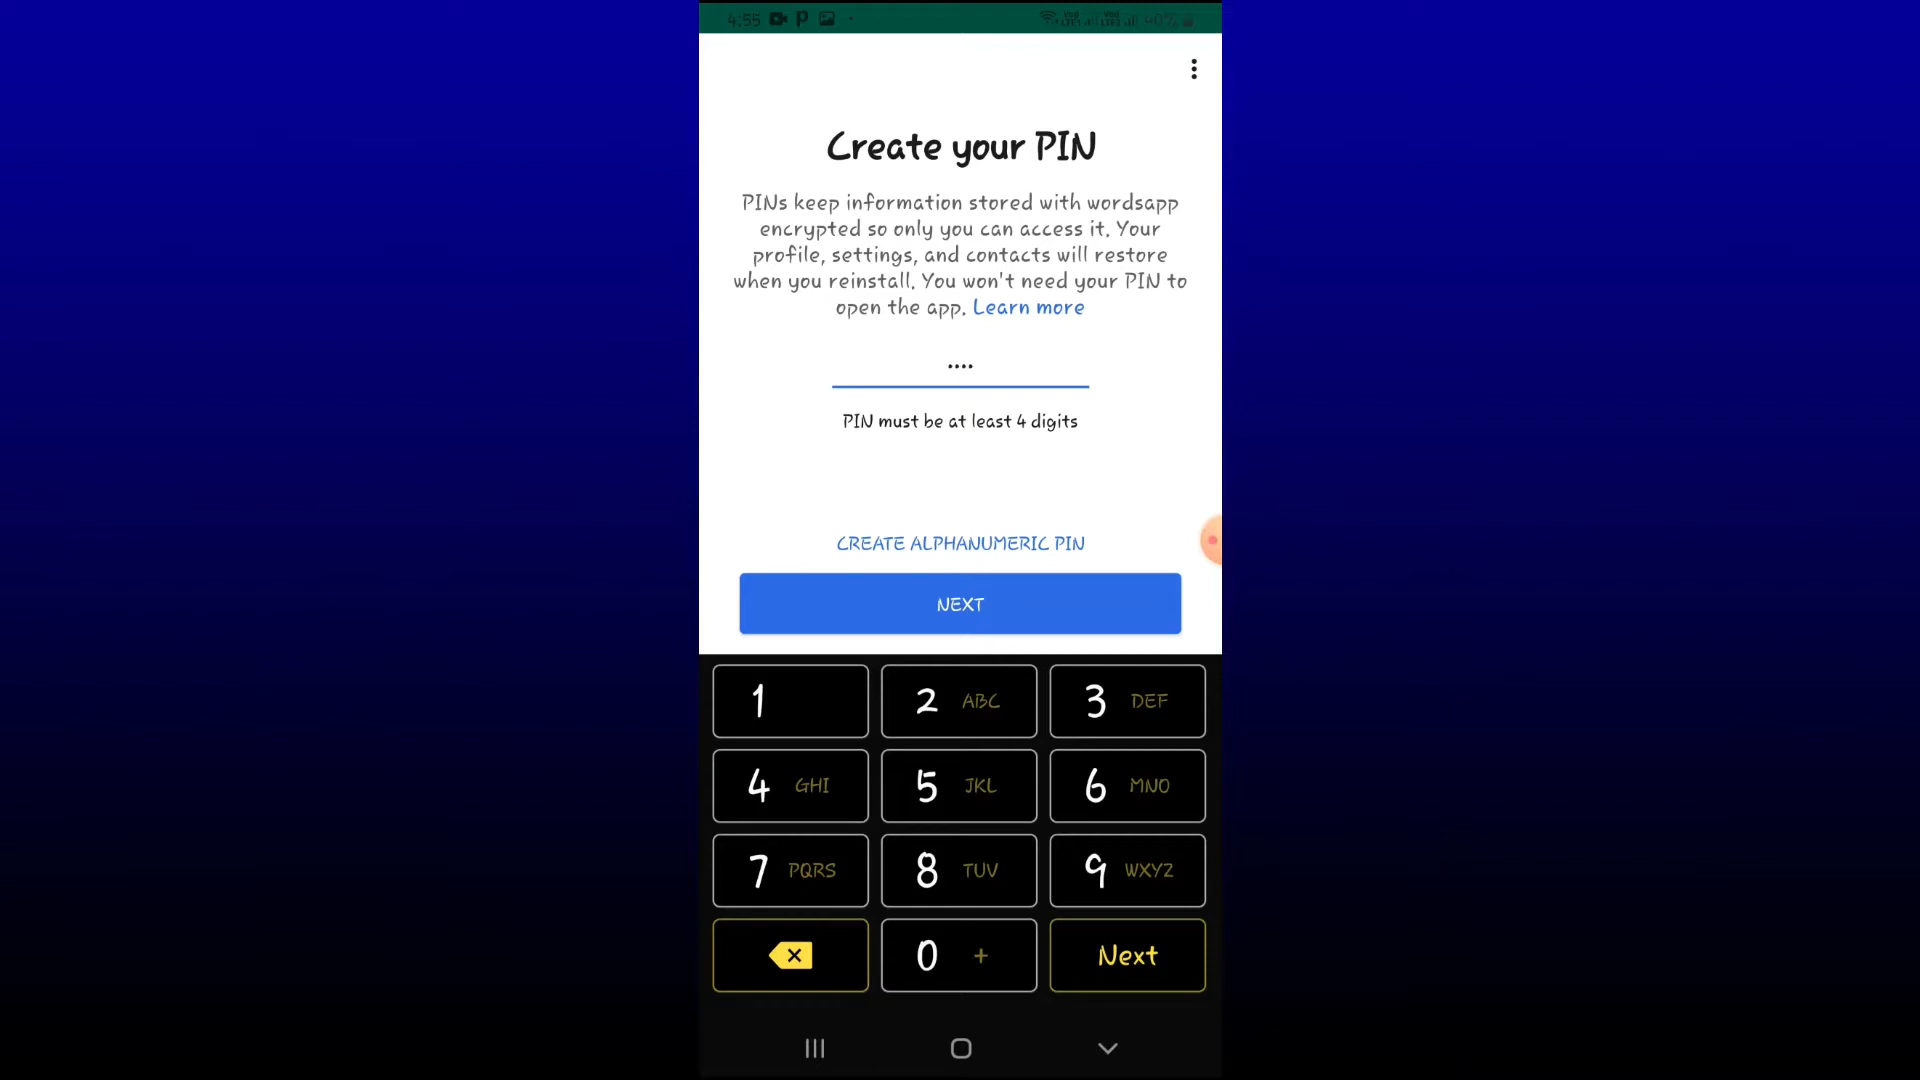 4:55
40%
Create your PIN
PINs keep information stored with wordsapp
encrypted so only you can access it. Your
profile, settings, and contacts will restore
when you reinstall. You won't need your PIN to
open the app. Learn more
••••
PIN must be at least 4 digits
CREATE ALPHANUMERIC PIN
NEXT
1
2 ABC
3 DEF
4 GHI
5 JKL
6 MNO
7 PQRS
8 TUV
9 WXYZ
0 +
Next